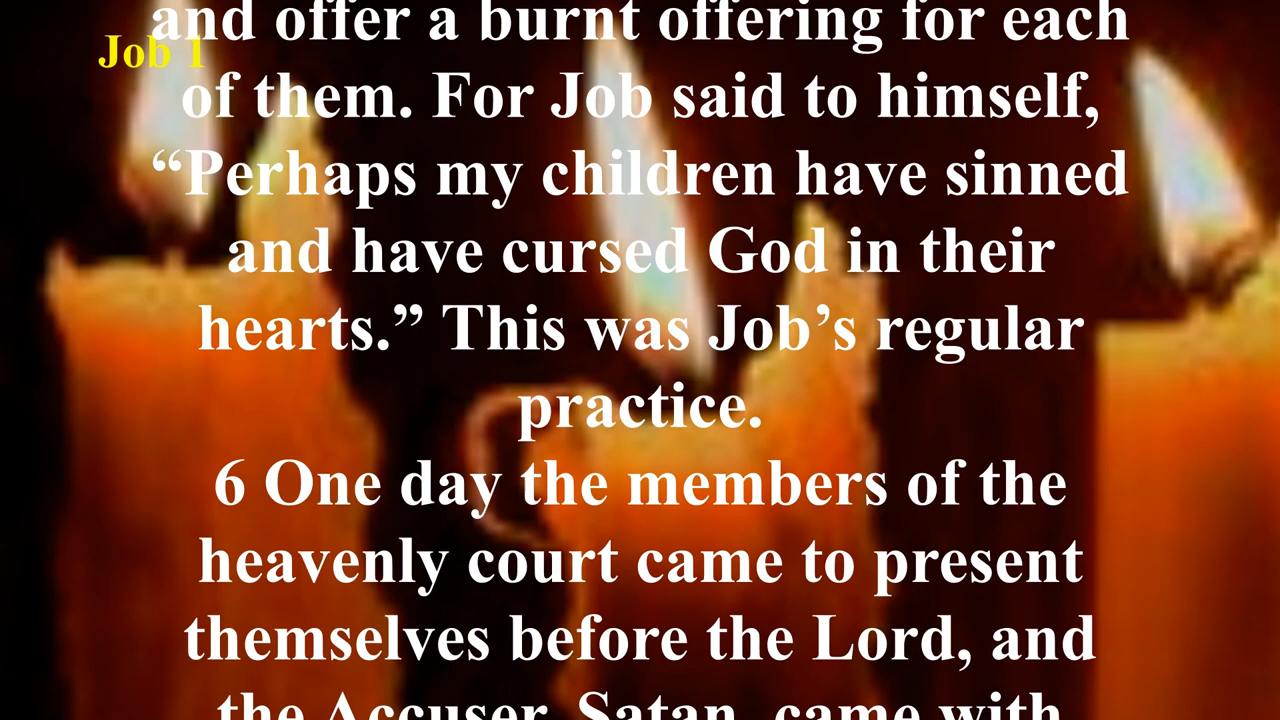 and offer a burnt offering for each
Job 1
of them. For Job said to himself,
“Perhaps my children have sinned
and have cursed God in their
hearts.” This was Job’s regular
practice.
6 One day the members of the
heavenly court came to present
themselves before the Lord, and
the Accuser, Satan, came with